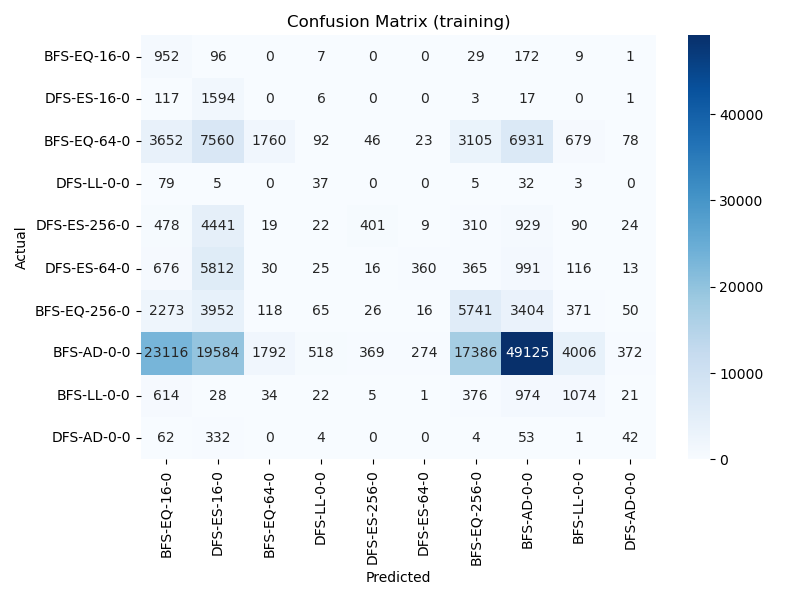 Confusion Matrix (training)
Actual
BFS-EQ-16-0 952 96 0 7 0 0 29 172 9 1
DFS-ES-16-0 117 1594 0 6 0 0 3 17 0 1
BFS-EQ-64-0 3652 7560 1760 92 46 23 3105 6931 679 78
DFS-LL-0-0 79 5 0 37 0 0 5 32 3 0
DFS-ES-256-0 478 4441 19 22 401 9 310 929 90 24
DFS-ES-64-0 676 5812 30 25 16 360 365 991 116 13
BFS-EQ-256-0 2273 3952 118 65 26 16 5741 3404 371 50
BFS-AD-0-0 23116 19584 1792 518 369 274 17386 49125 4006 372
BFS-LL-0-0 614 28 34 22 5 1 376 974 1074 21
DFS-AD-0-0 62 332 0 4 0 0 4 53 1 42
BFS-EQ-16-0 DFS-ES-16-0 BFS-EQ-64-0 DFS-LL-0-0 DFS-ES-256-0 DFS-ES-64-0 BFS-EQ-256-0 BFS-AD-0-0 BFS-LL-0-0 DFS-AD-0-0
Predicted
40000
30000
20000
10000
0